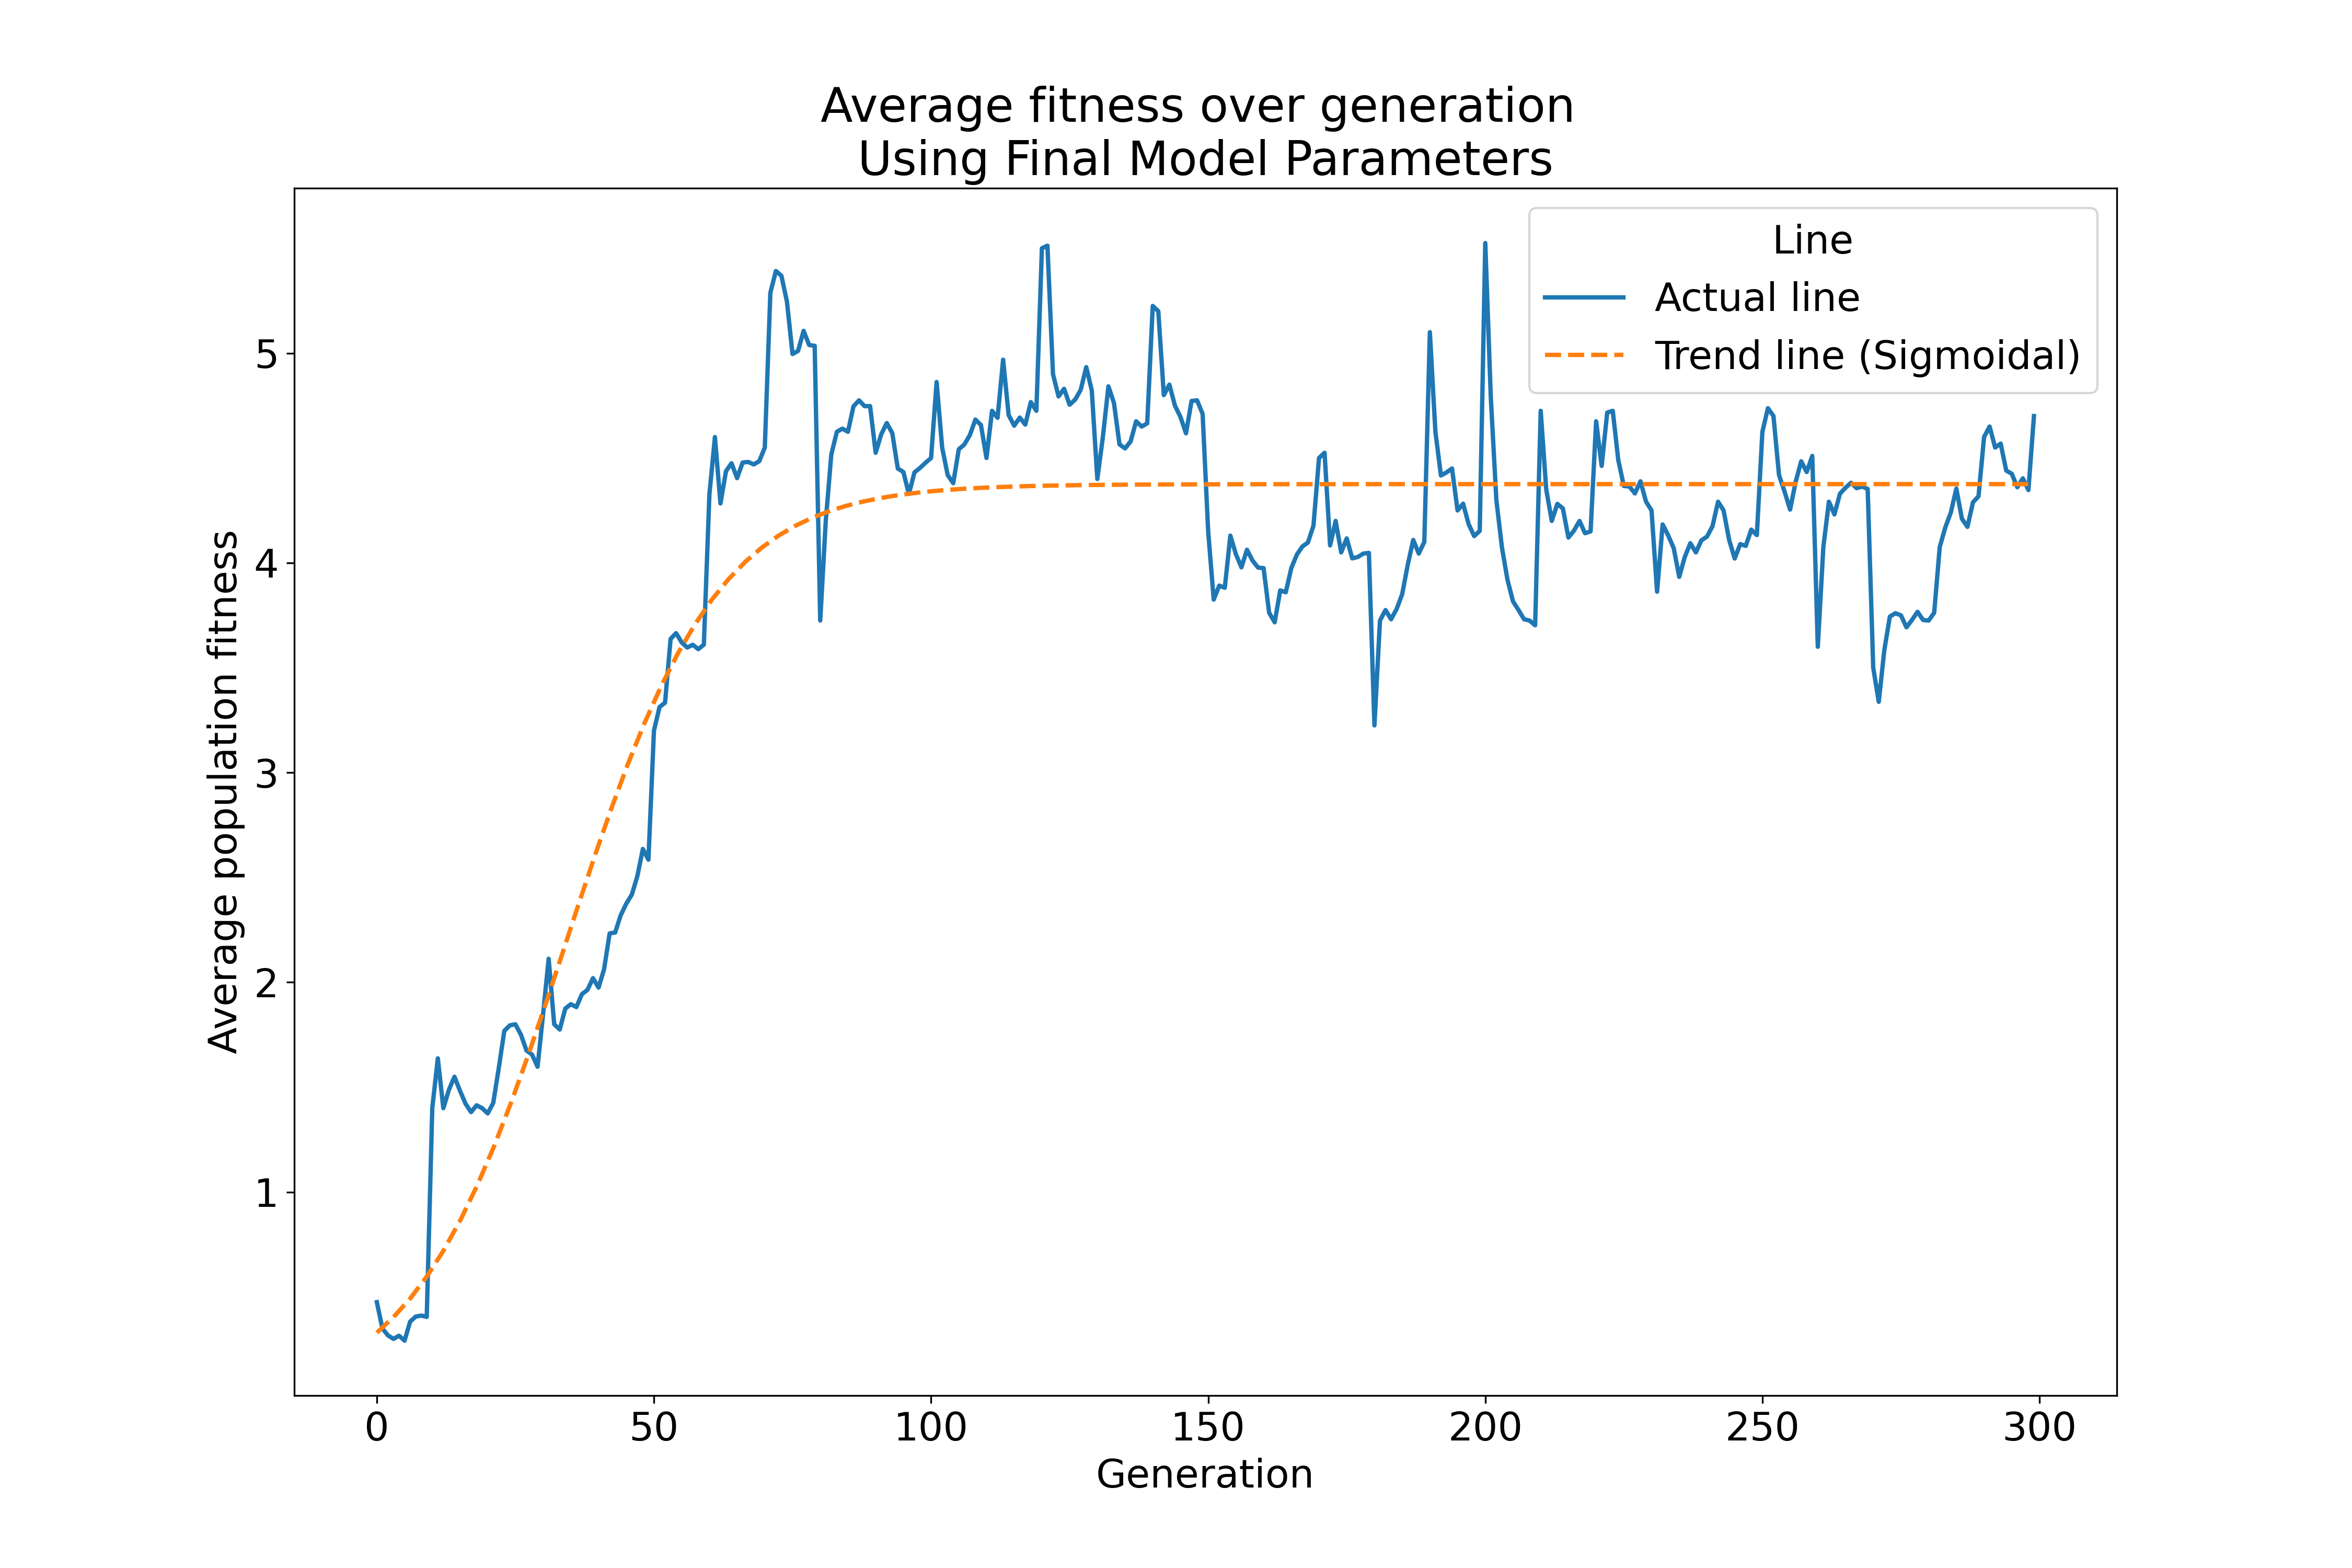 Average fitness over generation
Using Final Model Parameters
Line
Actual line
Trend line (Sigmoidal)
Average population fitness
5
4
3
2
1
0
50
100
150
200
250
300
Generation